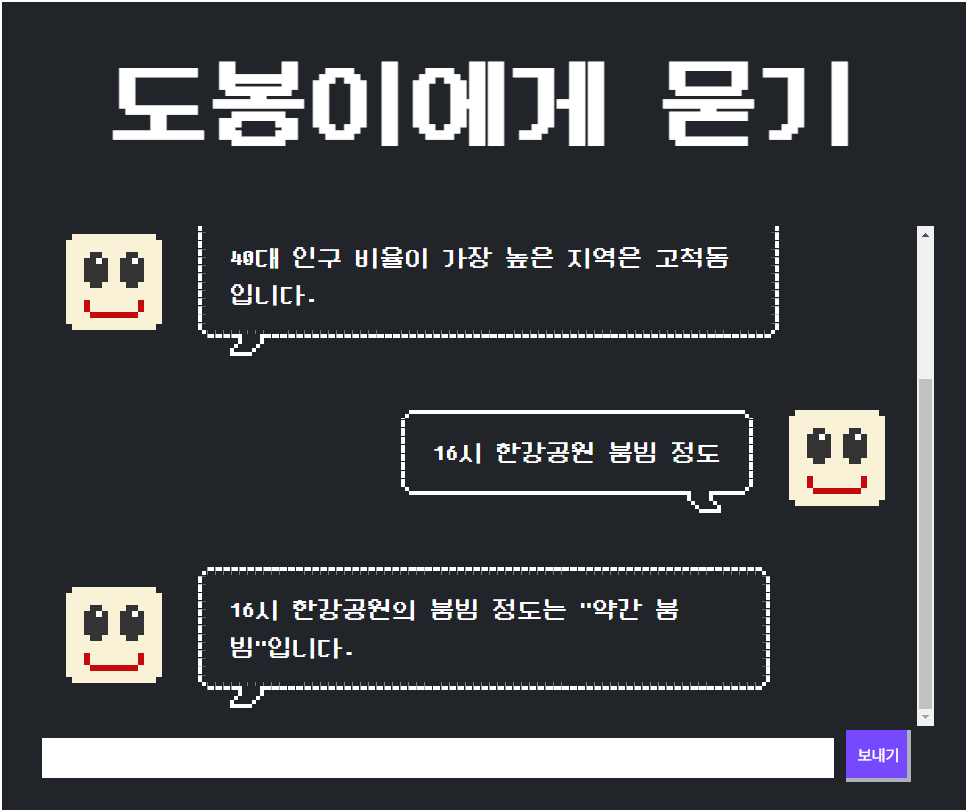 도봉이에게 묻기
40대 인구 비율이 가장 높은 지역은 고척돔
입니다.
16시 한강공원 붐빔 정도
16시 한강공원의 붐빔 정도는 "약간 붐
빔"입니다.
보내기